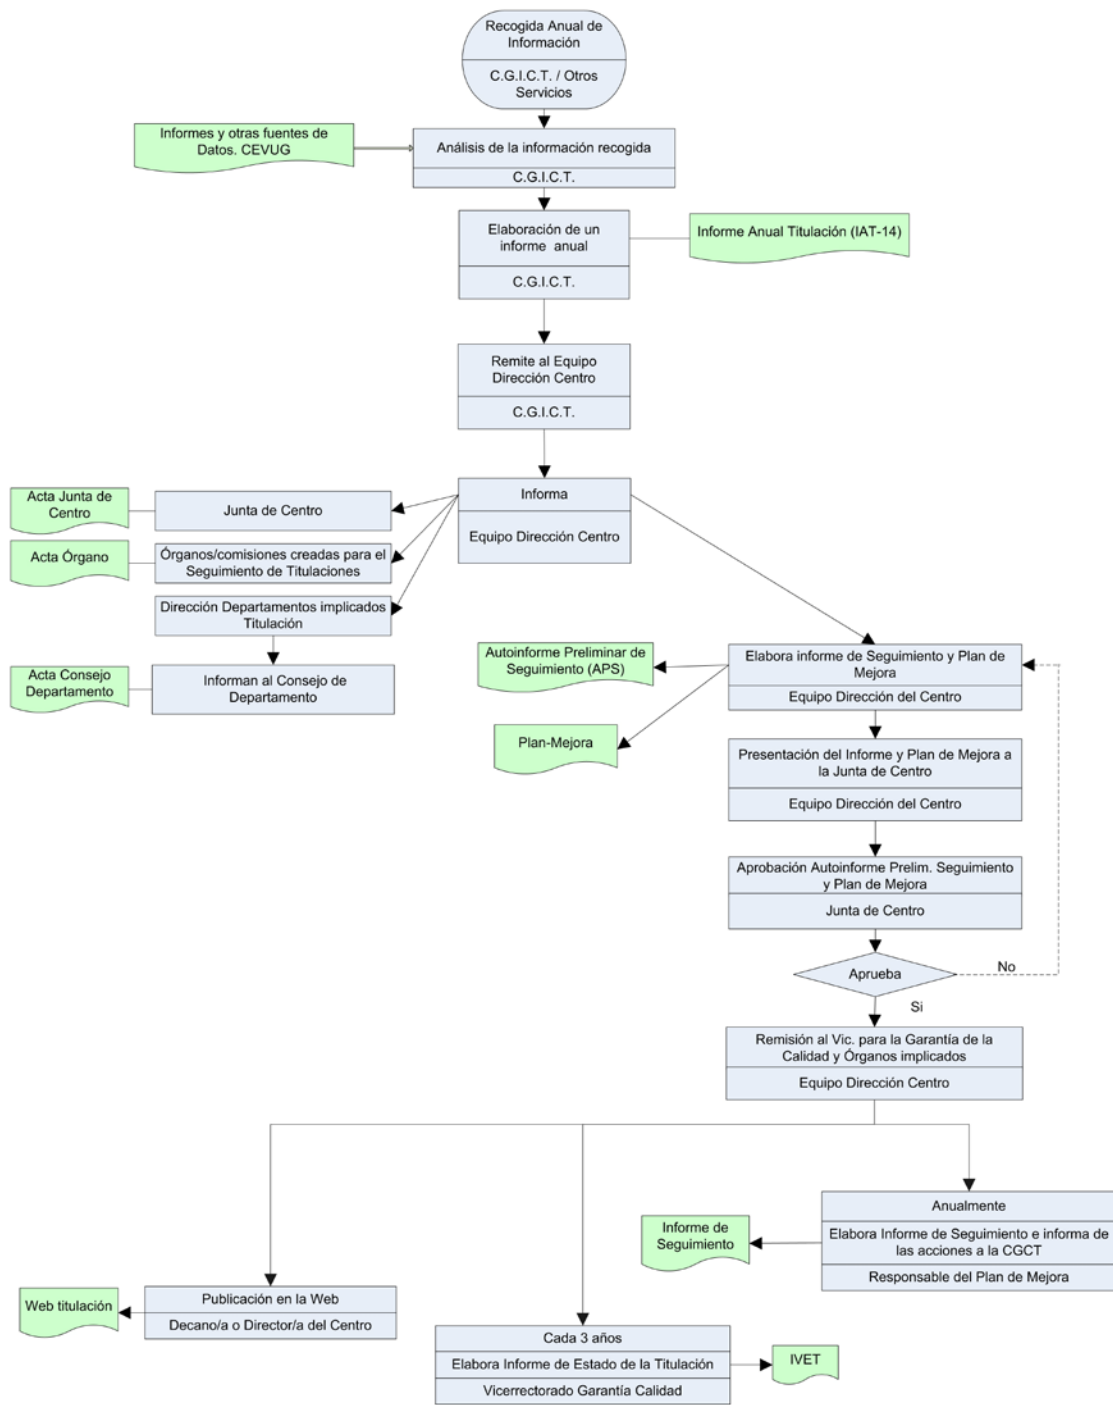 Recogida Anual de
Información
C.G.I.C.T. / Otros
Servicios
Informes y otras fuentes de
Datos. CEVUG
Análisis de la información recogida
C.G.I.C.T.
Elaboración de un
informe anual
C.G.I.C.T.
Informe Anual Titulación (IAT-14)
Remite al Equipo
Dirección Centro
C.G.I.C.T.
Informa
Equipo Dirección Centro
Acta Junta de
Centro
Junta de Centro
Acta Órgano
Órganos/comisiones creadas para el
Seguimiento de Titulaciones
Dirección Departamentos implicados
Titulación
Acta Consejo
Departamento
Informan al Consejo de
Departamento
Autoinforme Preliminar de
Seguimiento (APS)
Plan-Mejora
Elabora informe de Seguimiento y Plan de
Mejora
Equipo Dirección del Centro
Presentación del Informe y Plan de Mejora a
la Junta de Centro
Equipo Dirección del Centro
Aprobación Autoinforme Prelim. Seguimiento
y Plan de Mejora
Junta de Centro
Aprueba
No
Si
Remisión al Vic. para la Garantía de la
Calidad y Órganos implicados
Equipo Dirección Centro
Anualmente
Elabora Informe de Seguimiento e informa de
las acciones a la CGCT
Responsable del Plan de Mejora
Informe de
Seguimiento
Web titulación
Publicación en la Web
Decano/a o Director/a del Centro
Cada 3 años
Elabora Informe de Estado de la Titulación
Vicerrectorado Garantía Calidad
IVET